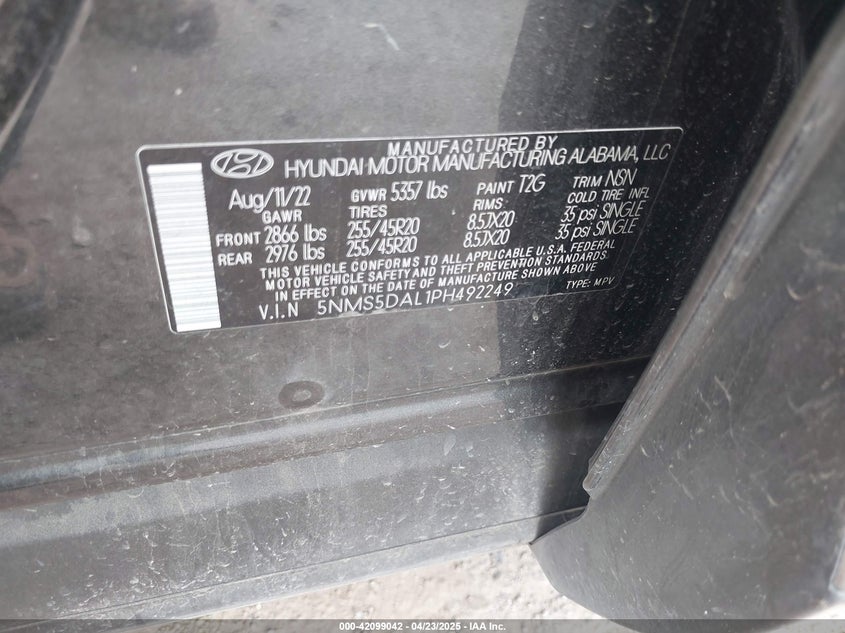 MANUFACTURED BY
HYUNDAI MOTOR MANUFACTURING ALABAMA, LLC
Aug/11/22 GVWR 5357 lbs PAINT T2G TRIM NSN
GAWR TIRES RIMS COLD TIRE INFL
FRONT 2866 lbs 255/45R20 8.5JX20 35 psi SINGLE
REAR 2976 lbs 255/45R20 8.5JX20 35 psi SINGLE
THIS VEHICLE CONFORMS TO ALL APPLICABLE U.S.A. FEDERAL
MOTOR VEHICLE SAFETY AND THEFT PREVENTION STANDARDS
IN EFFECT ON THE DATE OF MANUFACTURE SHOWN ABOVE
V.I.N 5NMS5DAL1PH492249 TYPE: MPV
000-42099042 - 04/23/2025 - IAA Inc.